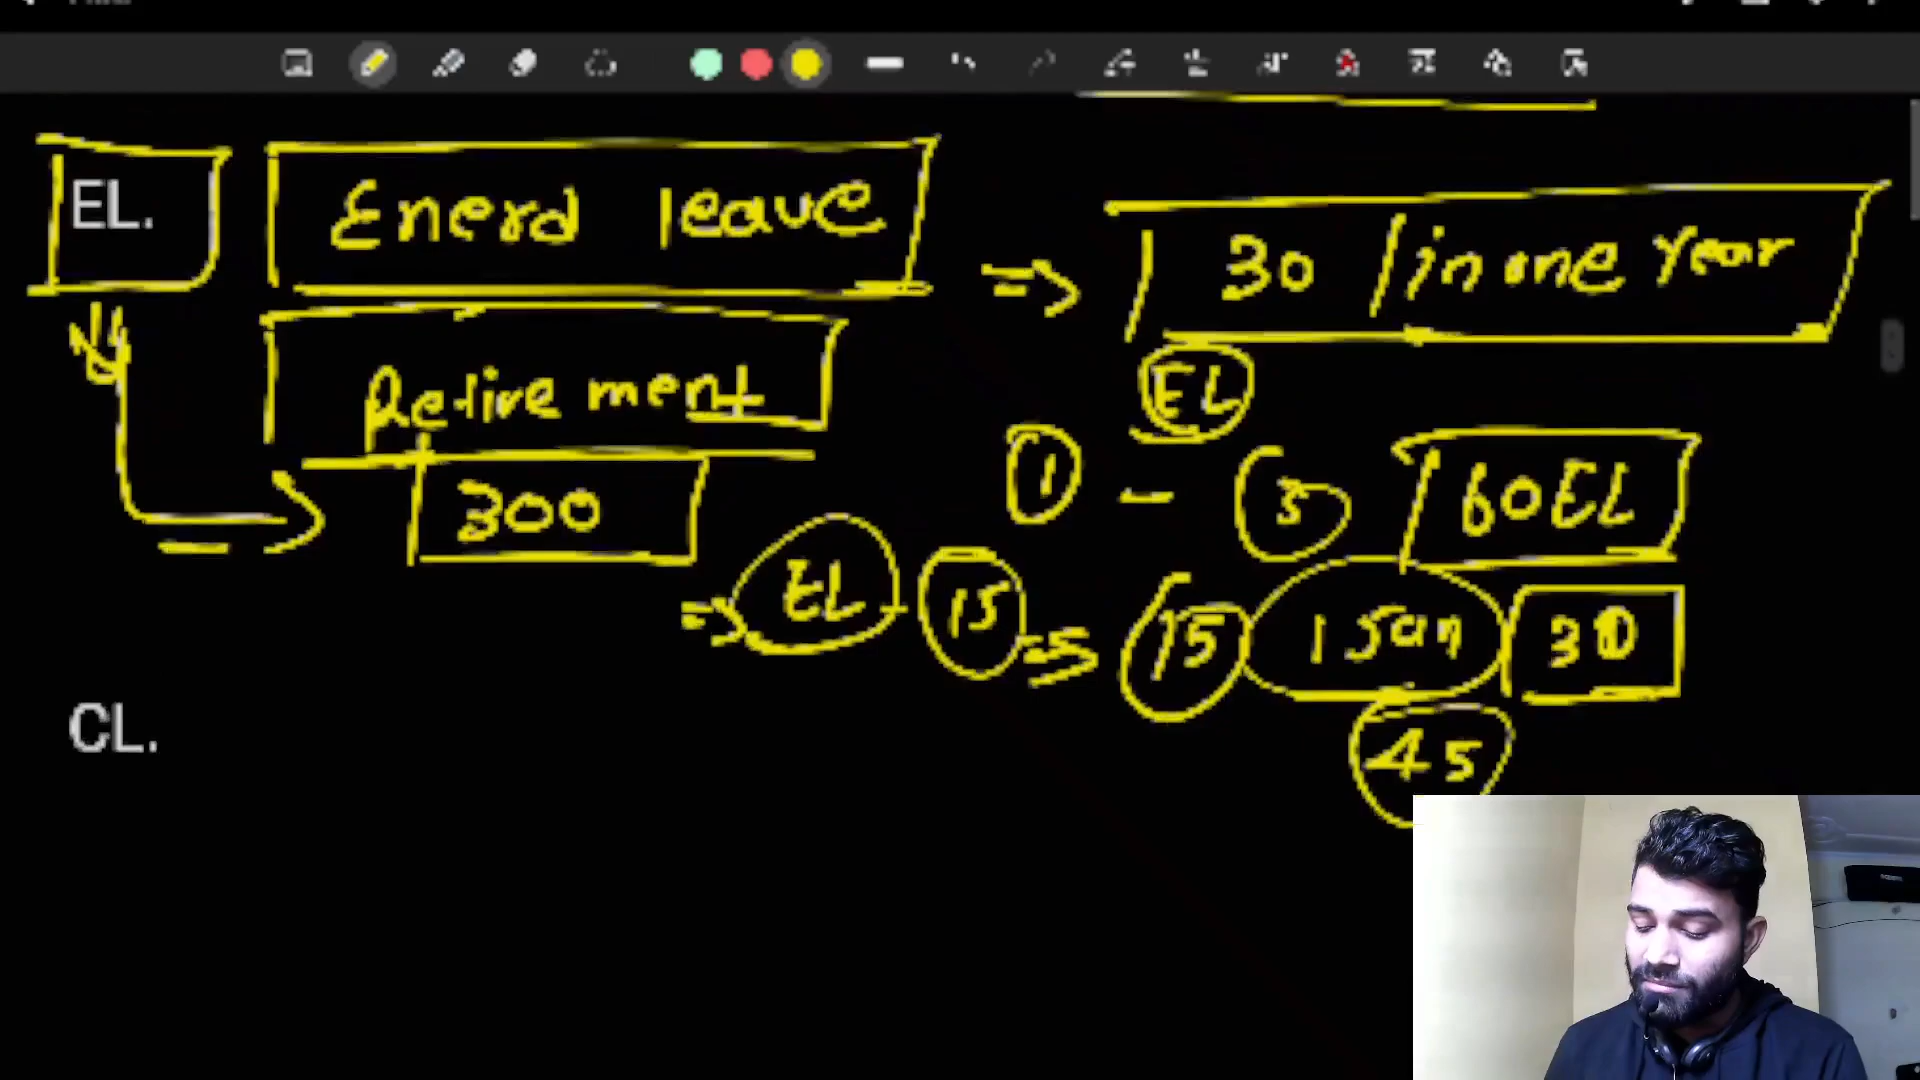 EL. Enerd leave => 30 / in one year
Retirement EL
300 1 - 60 EL
=> EL - 15 => 15 1 Jan 30
45
CL.